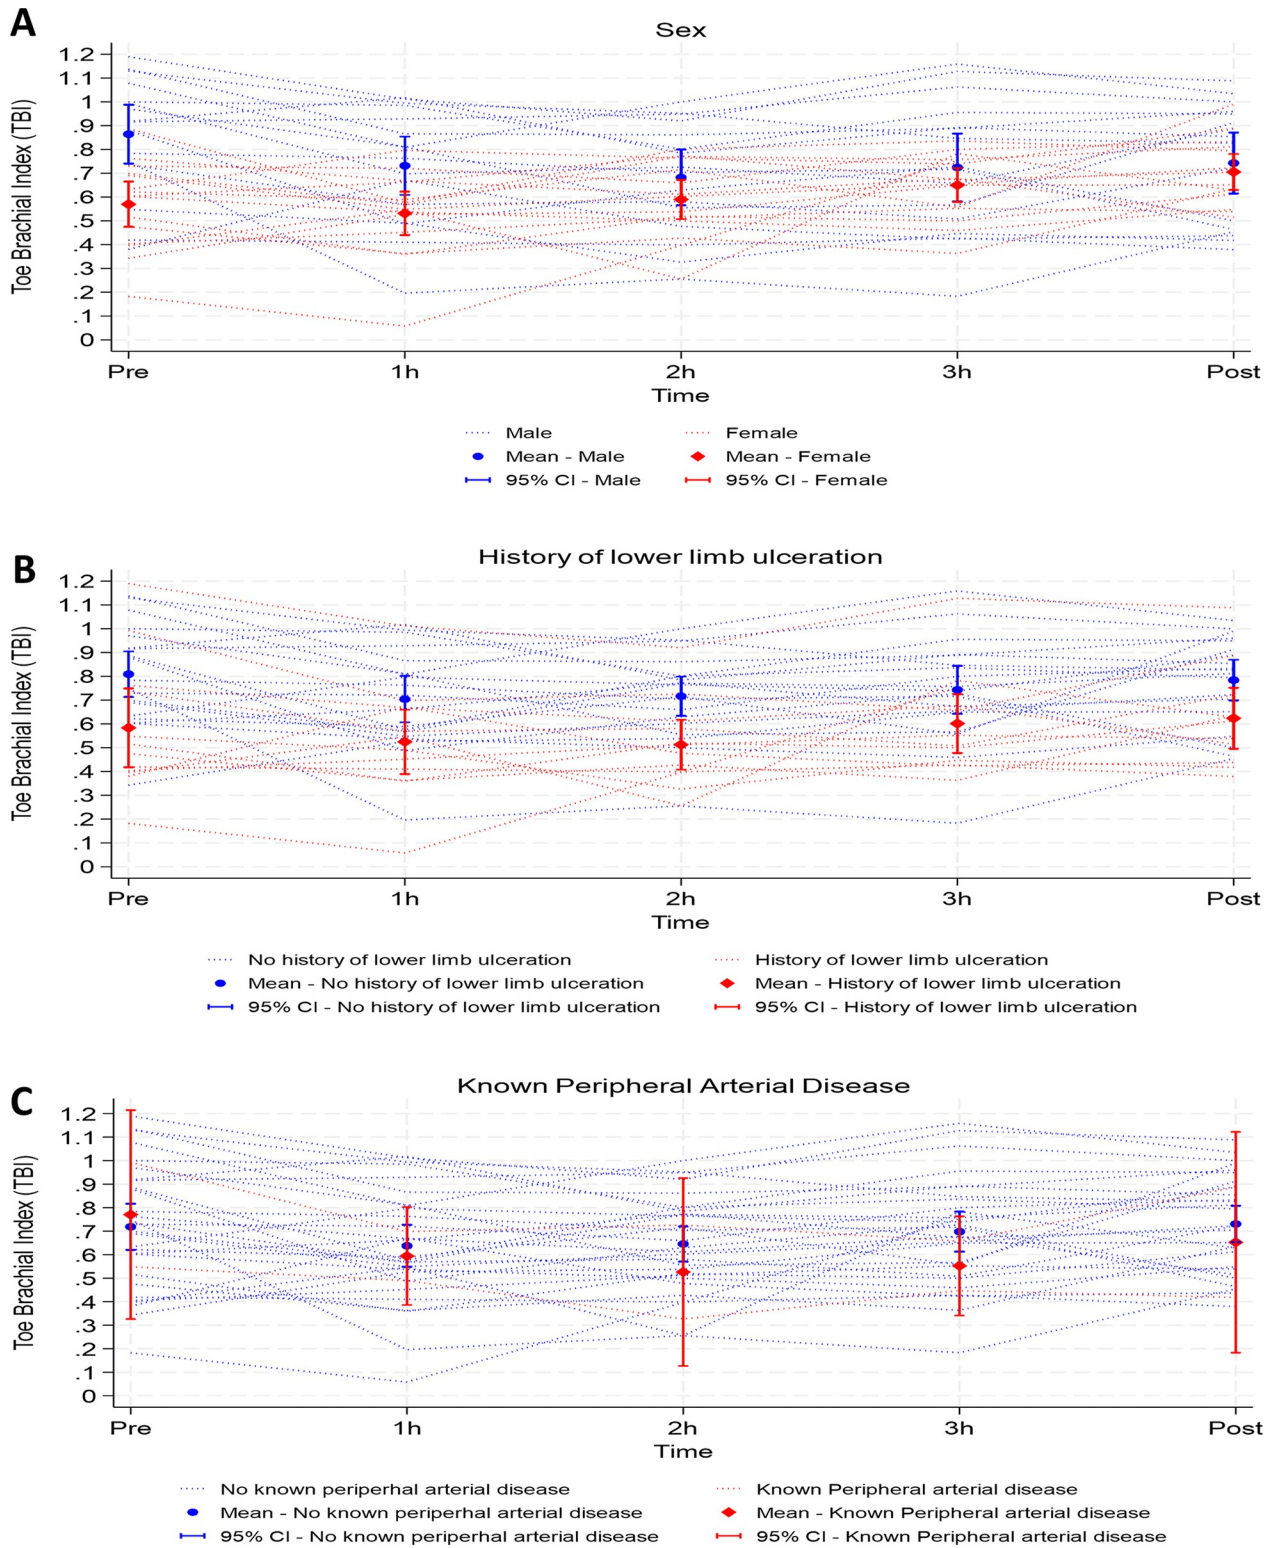 A
Sex
Toe Brachial Index (TBI)
1.2
1.1
1
.9
.8
.7
.6
.5
.4
.3
.2
.1
0
Pre 1h 2h 3h Post
Time
Male Female
Mean - Male Mean - Female
95% CI - Male 95% CI - Female
B
History of lower limb ulceration
Toe Brachial Index (TBI)
1.2
1.1
1
.9
.8
.7
.6
.5
.4
.3
.2
.1
0
Pre 1h 2h 3h Post
Time
No history of lower limb ulceration History of lower limb ulceration
Mean - No history of lower limb ulceration Mean - History of lower limb ulceration
95% CI - No history of lower limb ulceration 95% CI - History of lower limb ulceration
C
Known Peripheral Arterial Disease
Toe Brachial Index (TBI)
1.2
1.1
1
.9
.8
.7
.6
.5
.4
.3
.2
.1
0
Pre 1h 2h 3h Post
Time
No known periperhal arterial disease Known Peripheral arterial disease
Mean - No known periperhal arterial disease Mean - Known Peripheral arterial disease
95% CI - No known periperhal arterial disease 95% CI - Known Peripheral arterial disease